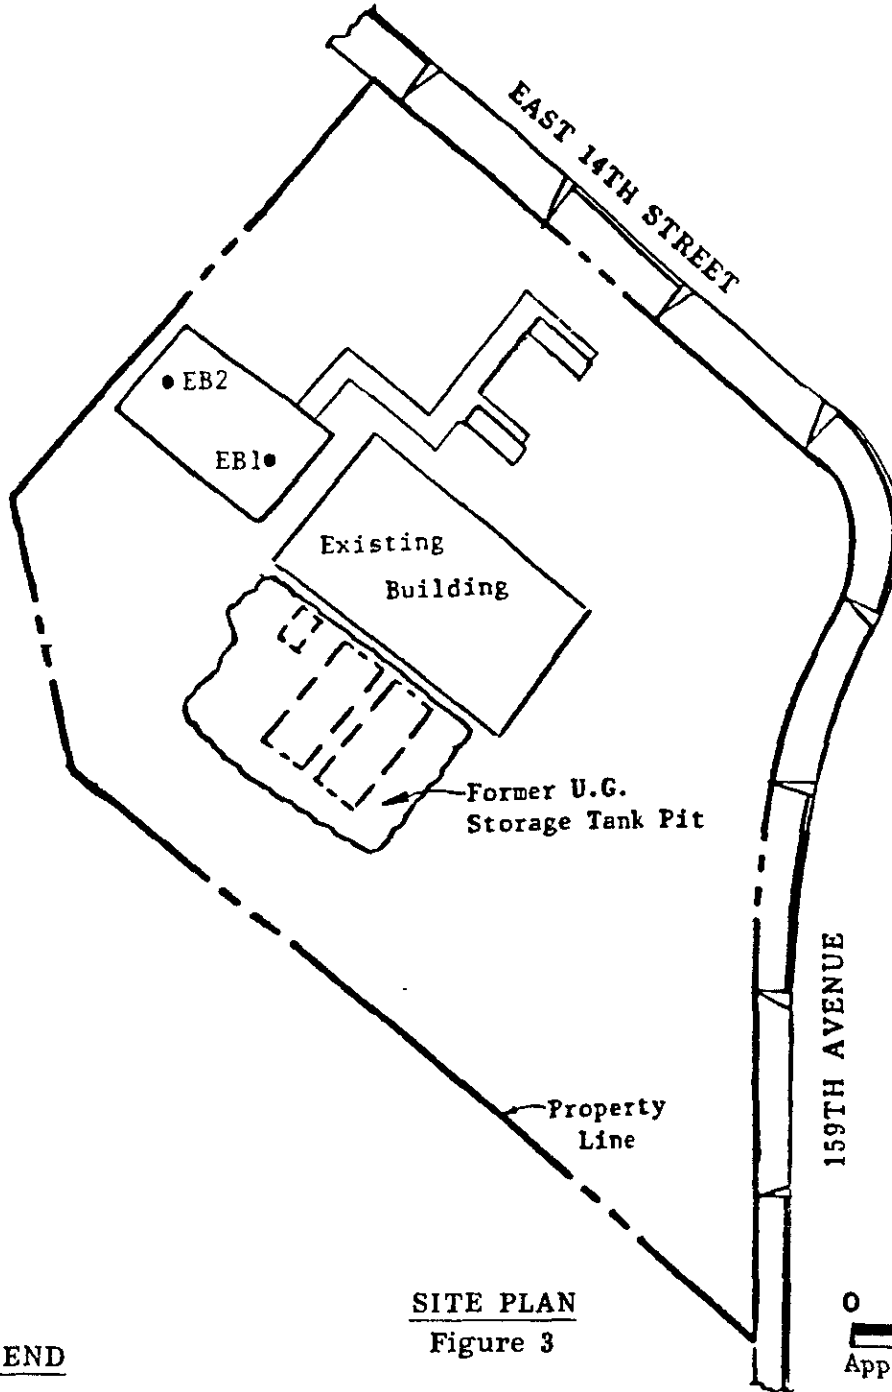 EAST 14TH STREET
EB2
EB1
Existing
Building
Former U.G.
Storage Tank Pit
159TH AVENUE
Property
Line
SITE PLAN
Figure 3
0
END
App